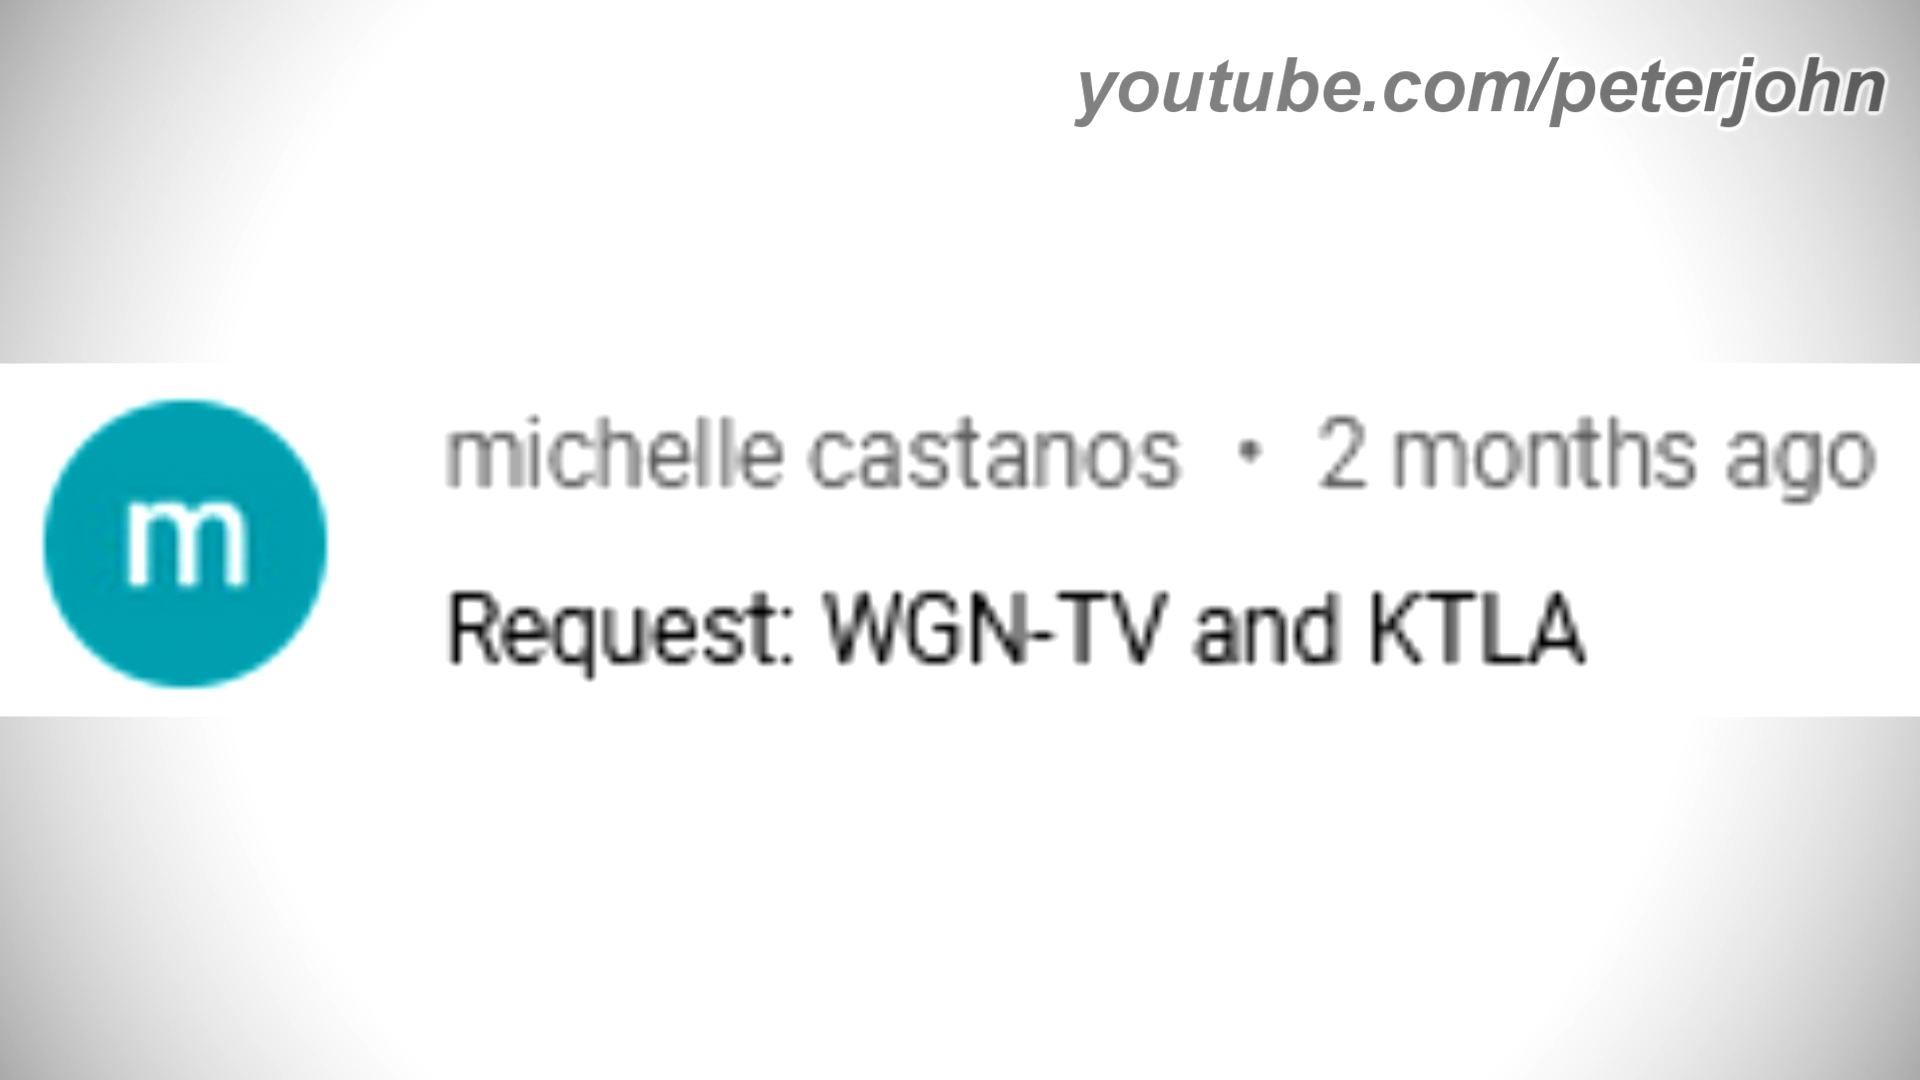 youtube.com/peterjohn
m
michelle castanos • 2 months ago
Request: WGN-TV and KTLA